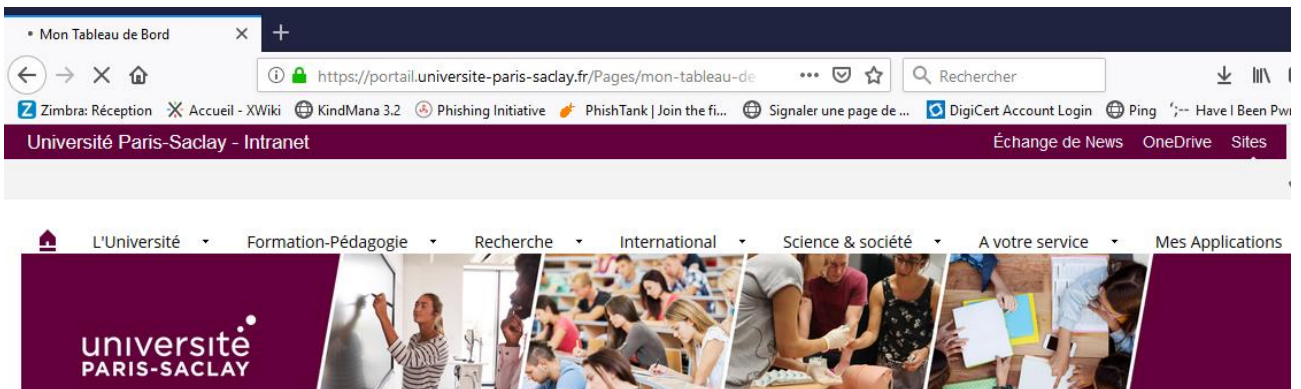 • Mon Tableau de Bord
https://portail.universite-paris-saclay.fr/Pages/mon-tableau-de
Rechercher
Zimbra: Réception Accueil - XWiki KindMana 3.2 Phishing Initiative PhishTank | Join the fi... Signaler une page de ... DigiCert Account Login Ping ';-- Have I Been Pwn
Université Paris-Saclay - Intranet Échange de News OneDrive Sites
L'Université Formation-Pédagogie Recherche International Science & société A votre service Mes Applications
université
PARIS-SACLAY